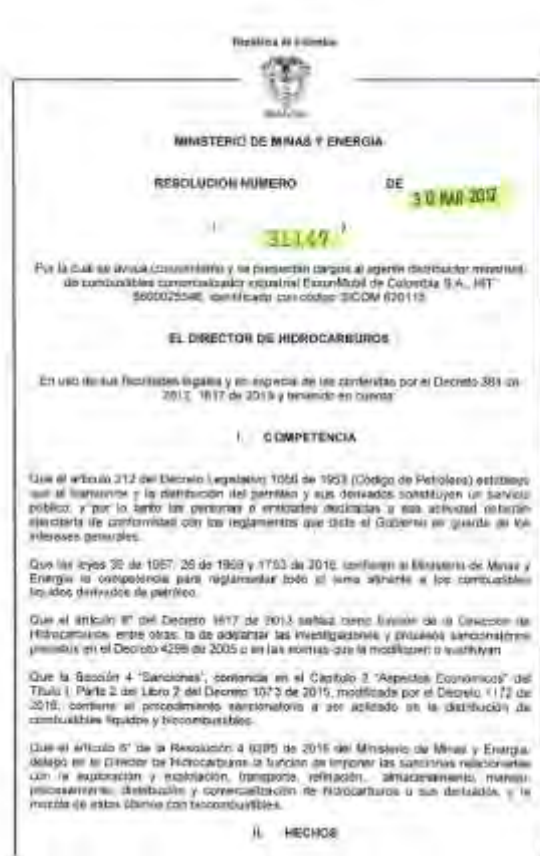 República de Colombia
MINISTERIO DE MINAS Y ENERGÍA
RESOLUCIÓN NÚMERO DE
30 MAR 2017
( 31147 )
Por la cual se avoca conocimiento y se presentan cargos al agente distribuidor minorista
de combustibles comercializador industrial ExxonMobil de Colombia S.A., NIT
identificado con código SICOM 620113
EL DIRECTOR DE HIDROCARBUROS
En uso de sus facultades legales y en especial de las contenidas por el Decreto 381 de
2012, 1617 de 2013 y teniendo en cuenta
I. COMPETENCIA
Que el artículo 212 del Decreto Legislativo 1056 de 1953 (Código de Petróleos) establece
que el transporte y la distribución del petróleo y sus derivados constituyen un servicio
público, y por lo tanto las personas o entidades dedicadas a esa actividad deberán
ejercitarla de conformidad con los reglamentos que dicte el Gobierno en guarda de los
intereses generales.
Que las leyes 39 de 1987, 26 de 1989 y 1753 de 2015, confieren al Ministerio de Minas y
Energía la competencia para reglamentar todo el tema atinente a los combustibles
líquidos derivados de petróleo.
Que el artículo 8° del Decreto 1617 de 2013 señala como función de la Dirección de
Hidrocarburos, entre otras, la de adelantar las investigaciones y procesos sancionatorios
previstos en el Decreto 4299 de 2005 o en las normas que la modifiquen o sustituyan
Que la Sección 4 "Sanciones", contenida en el Capítulo 2 "Aspectos Económicos" del
Título I, Parte 2 del Libro 2 del Decreto 1073 de 2015, modificada por el Decreto 1172 de
2016, contiene el procedimiento sancionatorio a ser aplicado en la distribución de
combustibles líquidos y biocombustibles.
Que el artículo 6° de la Resolución 4 de 2015 del Ministerio de Minas y Energía,
delegó en el Director de Hidrocarburos la función de imponer las sanciones relacionadas
con la exploración y explotación, transporte, refinación, almacenamiento, manejo,
procesamiento, distribución y comercialización de hidrocarburos o sus derivados, y la
mezcla de estos últimos con biocombustibles.
II. HECHOS